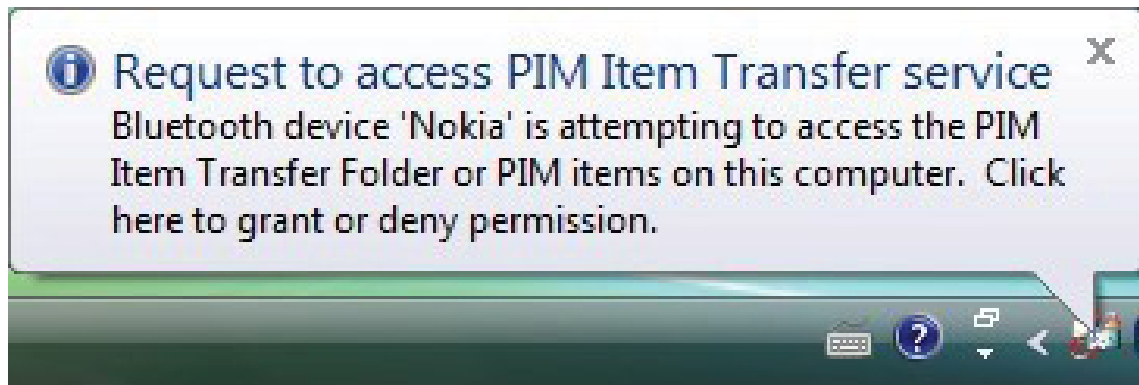 Request to access PIM Item Transfer service
Bluetooth device 'Nokia' is attempting to access the PIM
Item Transfer Folder or PIM items on this computer.  Click
here to grant or deny permission.